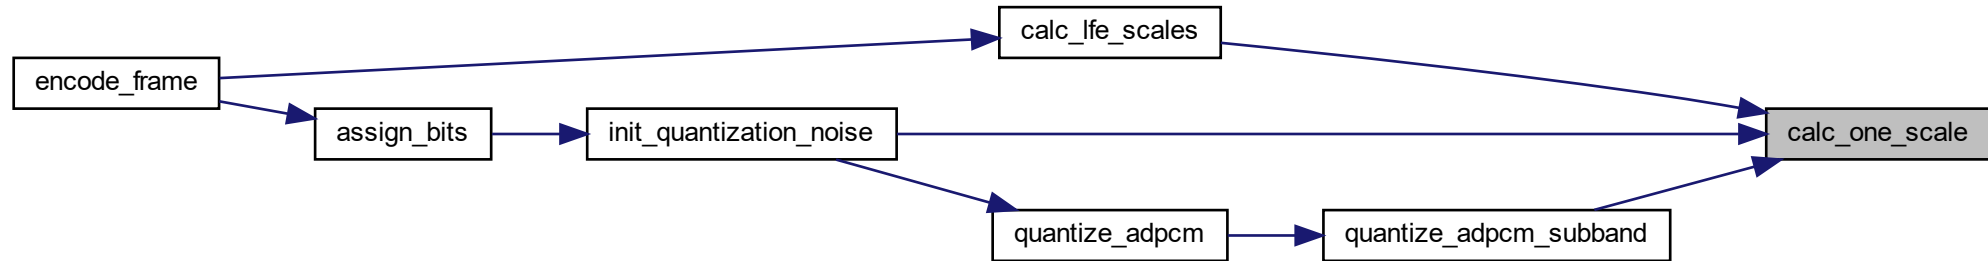 calc_lfe_scales
encode_frame
assign_bits
init_quantization_noise
calc_one_scale
quantize_adpcm
quantize_adpcm_subband